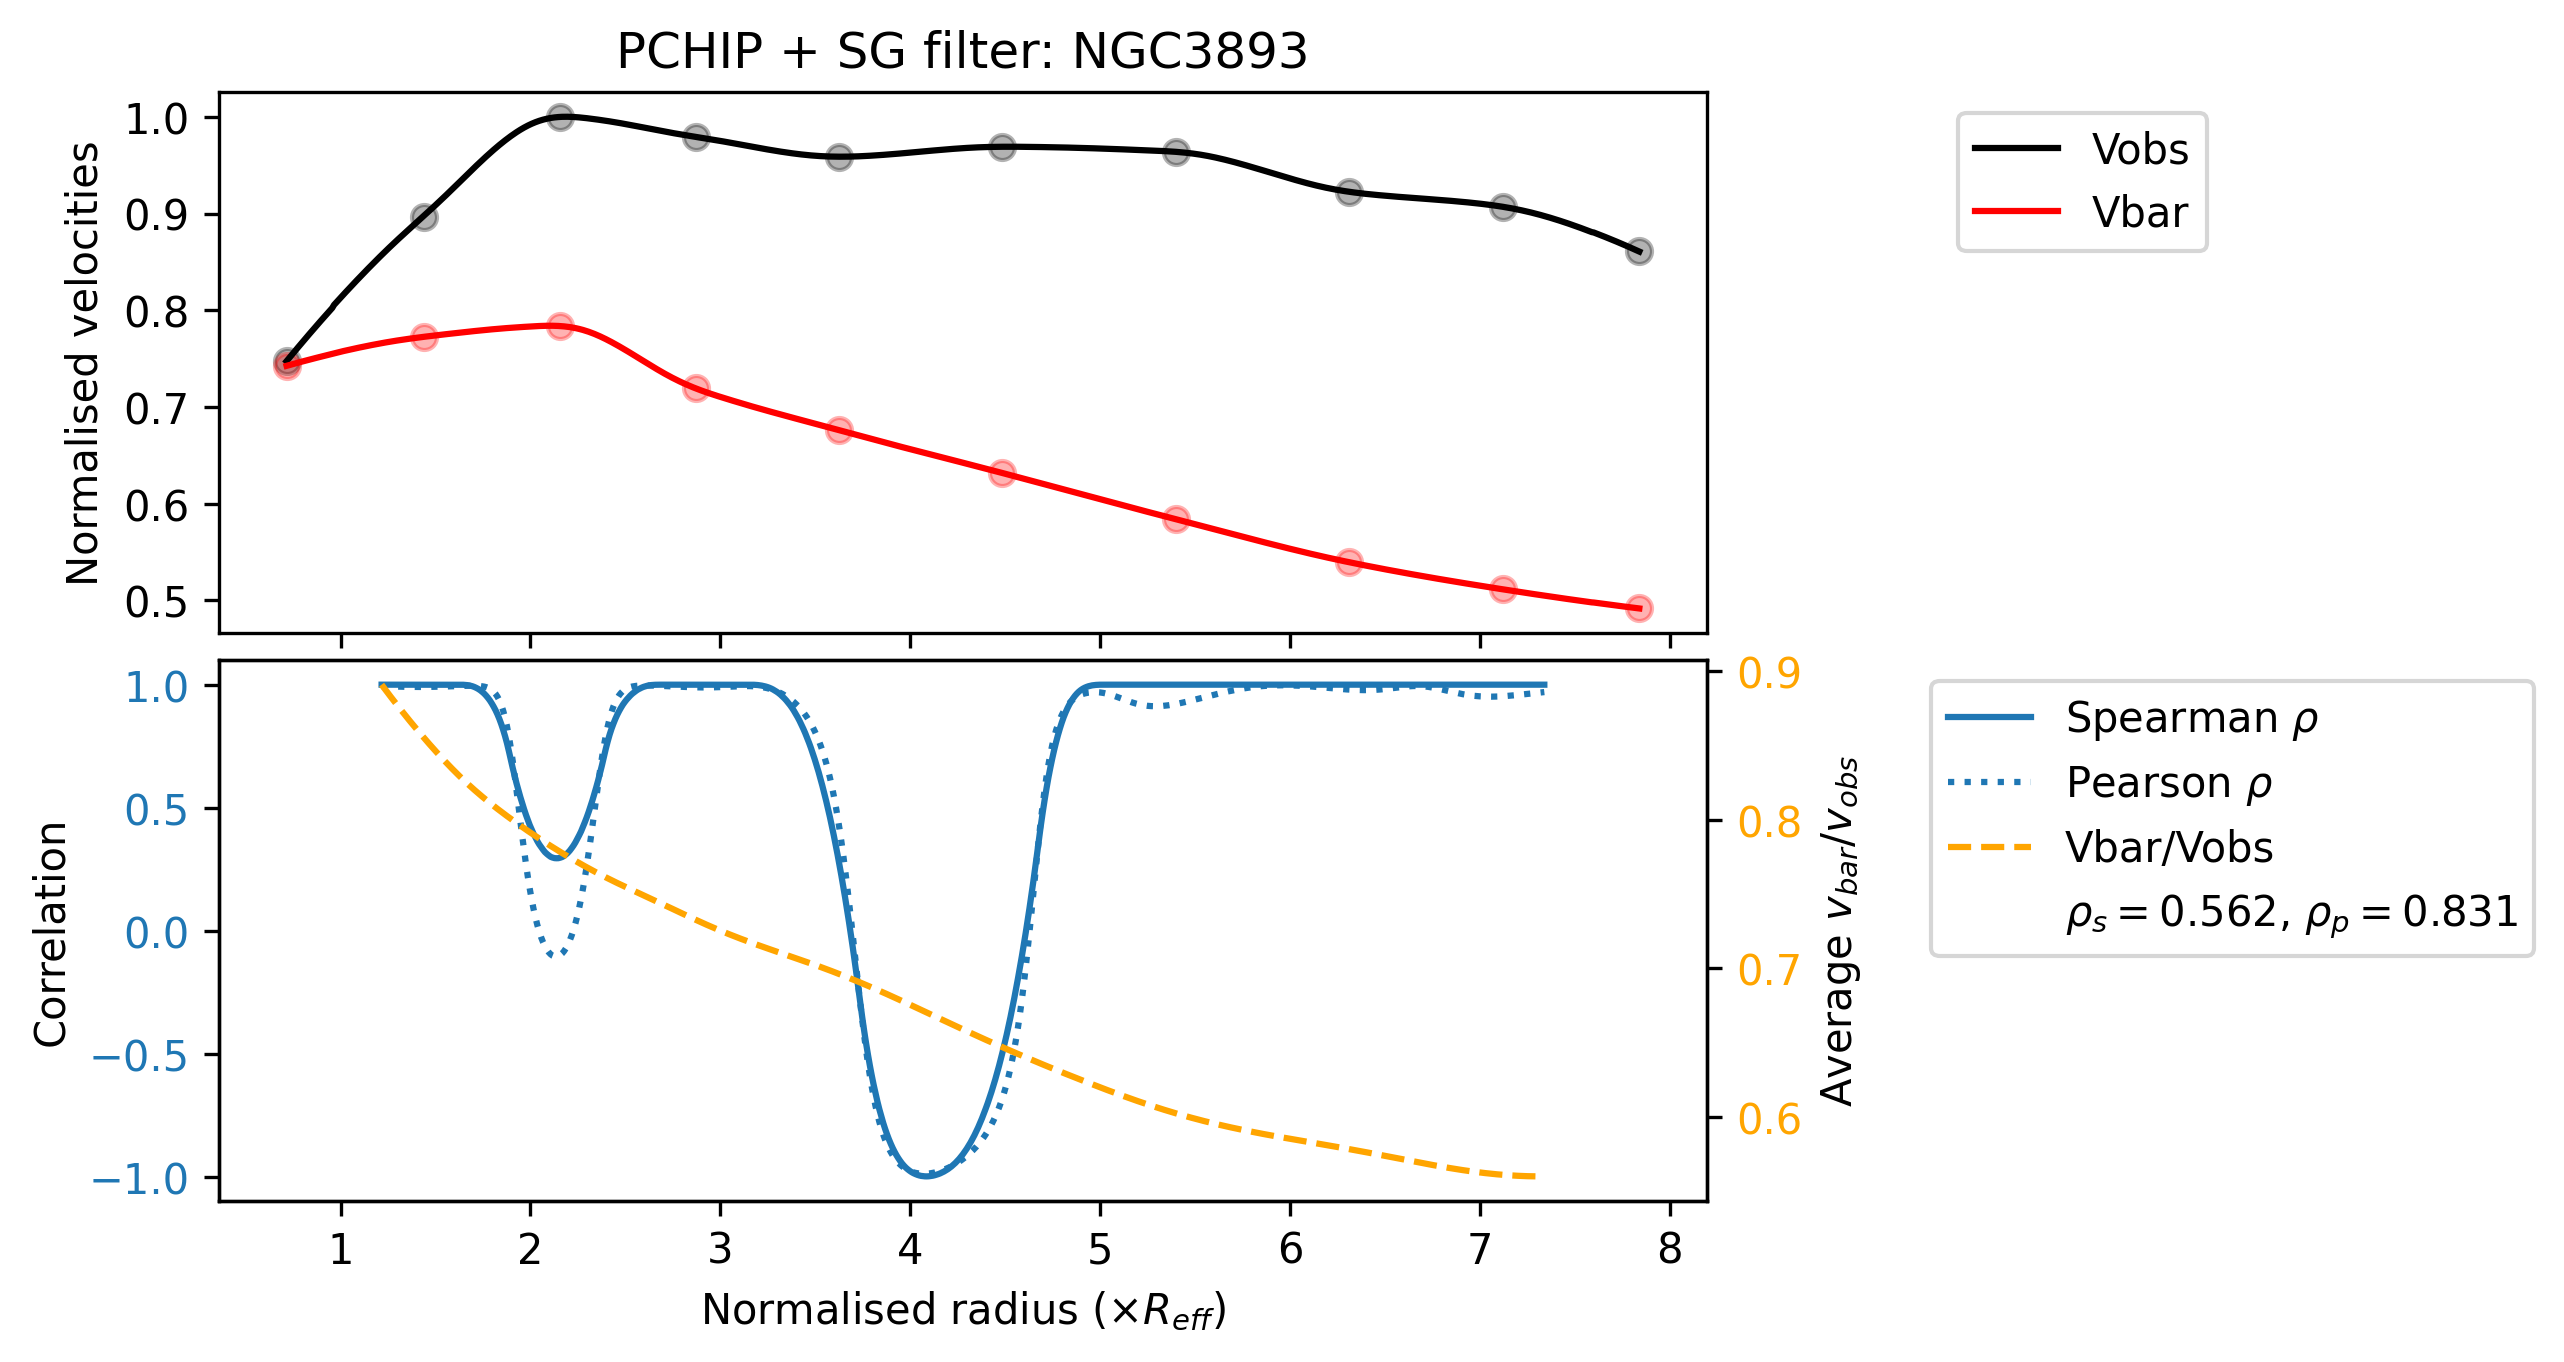 PCHIP + SG filter: NGC3893
Normalised velocities
1.0
0.9
0.8
0.7
0.6
0.5
Vobs
Vbar
Correlation
1.0
0.5
0.0
−0.5
−1.0
0.9
0.8
0.7
0.6
Average v_bar/v_obs
Spearman ρ
Pearson ρ
Vbar/Vobs
ρ_s = 0.562, ρ_p = 0.831
1 2 3 4 5 6 7 8
Normalised radius (×R_eff)